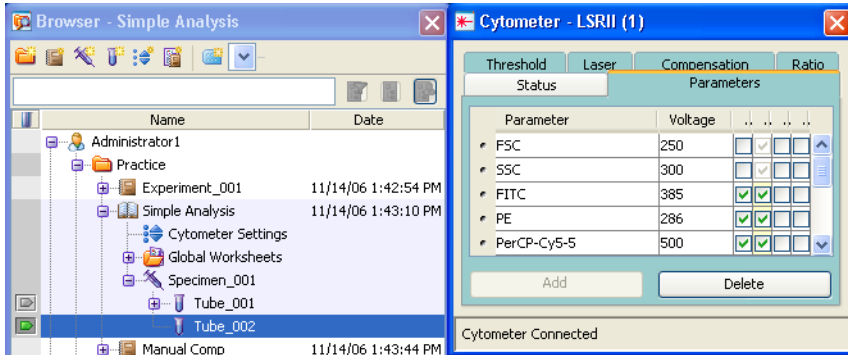 Browser - Simple Analysis
Name Date
Administrator1
Practice
Experiment_001 11/14/06 1:42:54 PM
Simple Analysis 11/14/06 1:43:10 PM
Cytometer Settings
Global Worksheets
Specimen_001
Tube_001
Tube_002
Manual Comp 11/14/06 1:43:44 PM
Cytometer - LSRII (1)
Threshold Laser Compensation Ratio
Status Parameters
Parameter Voltage .. .. .. ..
FSC 250
SSC 300
FITC 385
PE 286
PerCP-Cy5-5 500
Add Delete
Cytometer Connected